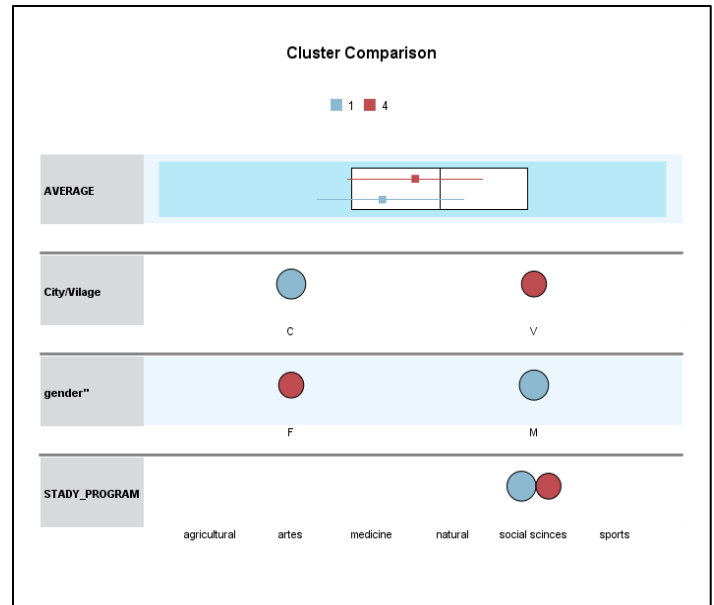 Cluster Comparison
1 4
AVERAGE
City/Vilage
C V
gender"
F M
STADY_PROGRAM
agricultural artes medicine natural social scinces sports